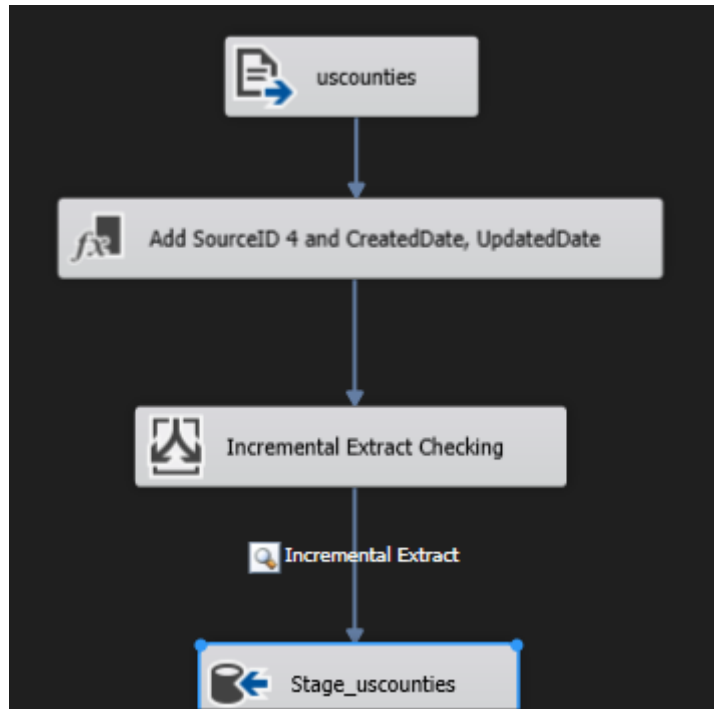 uscounties
Add SourceID 4 and CreatedDate, UpdatedDate
Incremental Extract Checking
Incremental Extract
Stage_uscounties